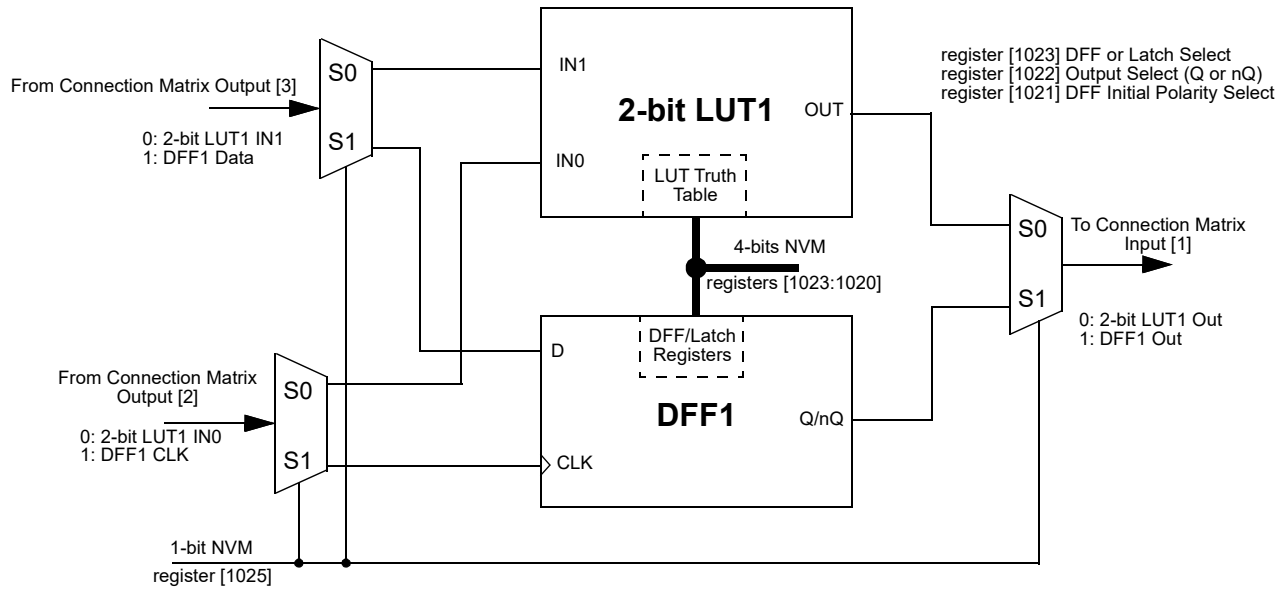 From Connection Matrix Output [3]
0: 2-bit LUT1 IN1
1: DFF1 Data
S0
S1
IN1
IN0
2-bit LUT1
OUT
LUT Truth
Table
register [1023] DFF or Latch Select
register [1022] Output Select (Q or nQ)
register [1021] DFF Initial Polarity Select
4-bits NVM
registers [1023:1020]
S0
S1
To Connection Matrix
Input [1]
0: 2-bit LUT1 Out
1: DFF1 Out
From Connection Matrix
Output [2]
0: 2-bit LUT1 IN0
1: DFF1 CLK
S0
S1
D
DFF/Latch
Registers
DFF1
Q/nQ
CLK
1-bit NVM
register [1025]